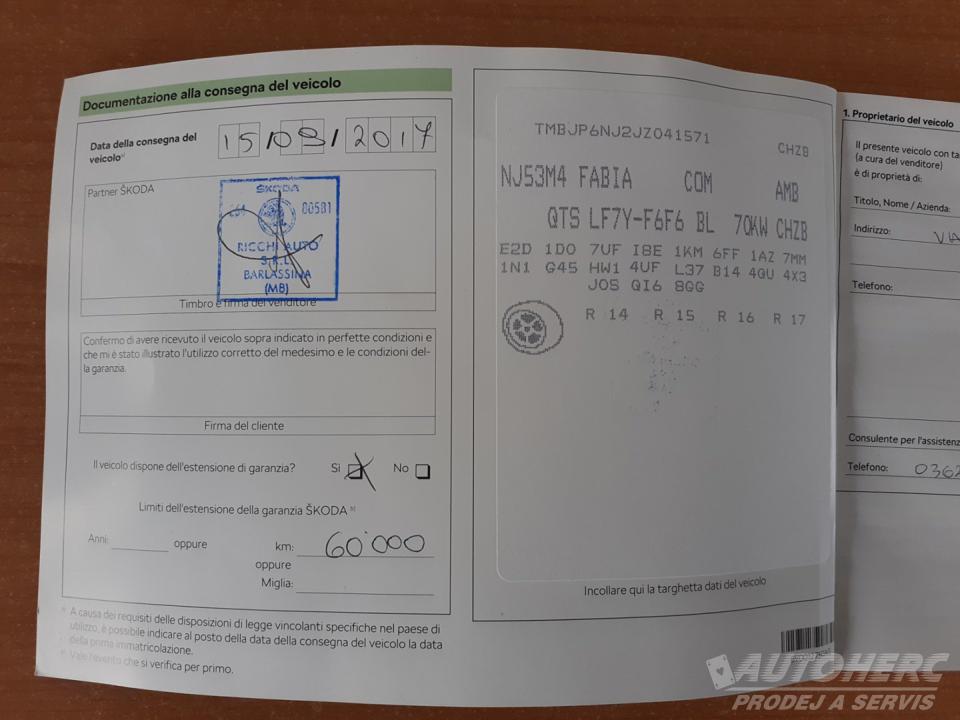 Documentazione alla consegna del veicolo
Data della consegna del
veicolo a)
15/09/2017
Partner ŠKODA
ŠKODA
00581
RICCHI AUTO
S.R.L.
BARLASSINA
(MB)
Timbro e firma del venditore
Confermo di avere ricevuto il veicolo sopra indicato in perfette condizioni e
che mi è stato illustrato l'utilizzo corretto del medesimo e le condizioni del-
la garanzia.
Firma del cliente
Il veicolo dispone dell'estensione di garanzia? Sì No
Limiti dell'estensione della garanzia ŠKODA b)
Anni: oppure km: 60'000
oppure
Miglia:
a) A causa dei requisiti delle disposizioni di legge vincolanti specifiche nel paese di
utilizzo, è possibile indicare al posto della data della consegna del veicolo la data
della prima immatricolazione.
b) Vale l'evento che si verifica per primo.
TMBJP6NJ2JZ041571
CHZB
NJ53M4 FABIA COM AMB
QTS LF7Y-F6F6 BL 70KW CHZB
E2D 1DO 7UF IBE 1KM 6FF 1AZ 7MM
1N1 G45 HW1 4UF L37 B14 4GU 4X3
J0S QI6 8GG
R 14 R 15 R 16 R 17
Incollare qui la targhetta dati del veicolo
1. Proprietario del veicolo
Il presente veicolo con
(a cura del venditore)
è di proprietà di:
Titolo, Nome / Azienda:
Indirizzo:
Telefono:
Consulente per
Telefono: 0362
AUTOHERC
PRODEJ A SERVIS